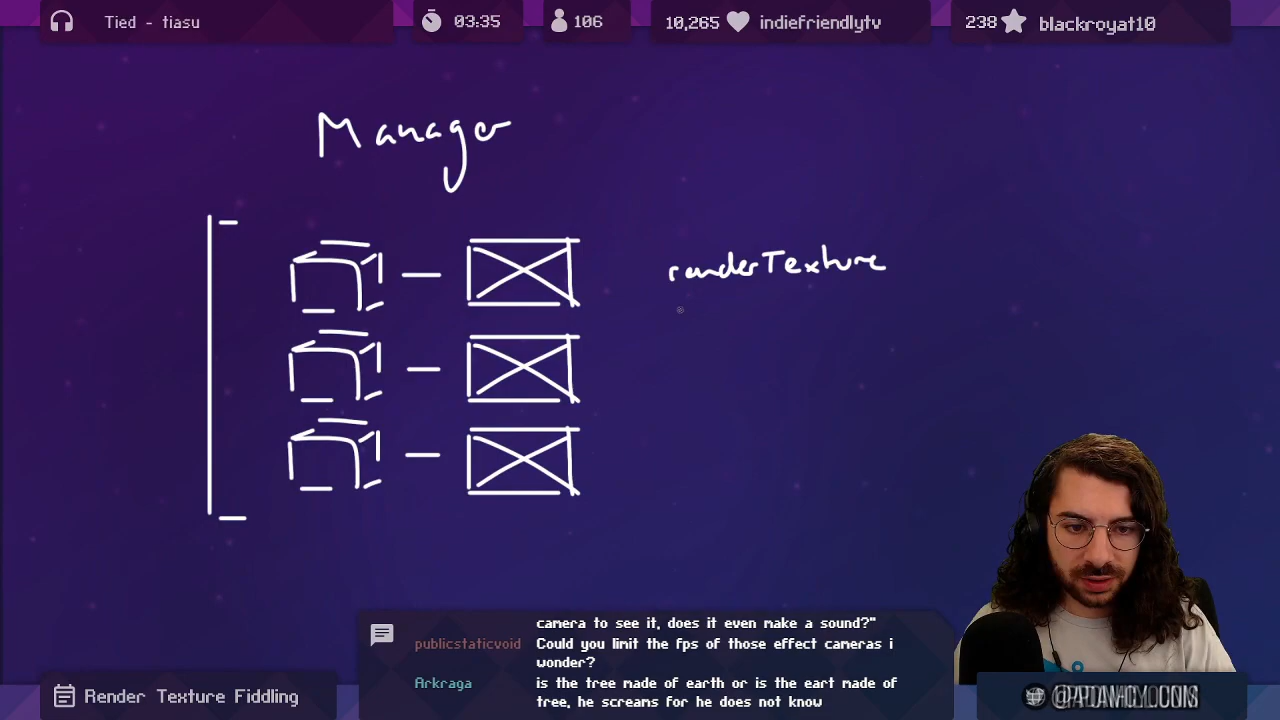 Tied - tiasu
03:35
106
10,265
indiefriendlytv
238
blackroyat10
Manager
renderTexture
camera to see it, does it even make a sound?"
publicstaticvoid Could you limit the fps of those effect cameras i
wonder?
Arkraga is the tree made of earth or is the eart made of
tree, he screams for he does not know
Render Texture Fiddling